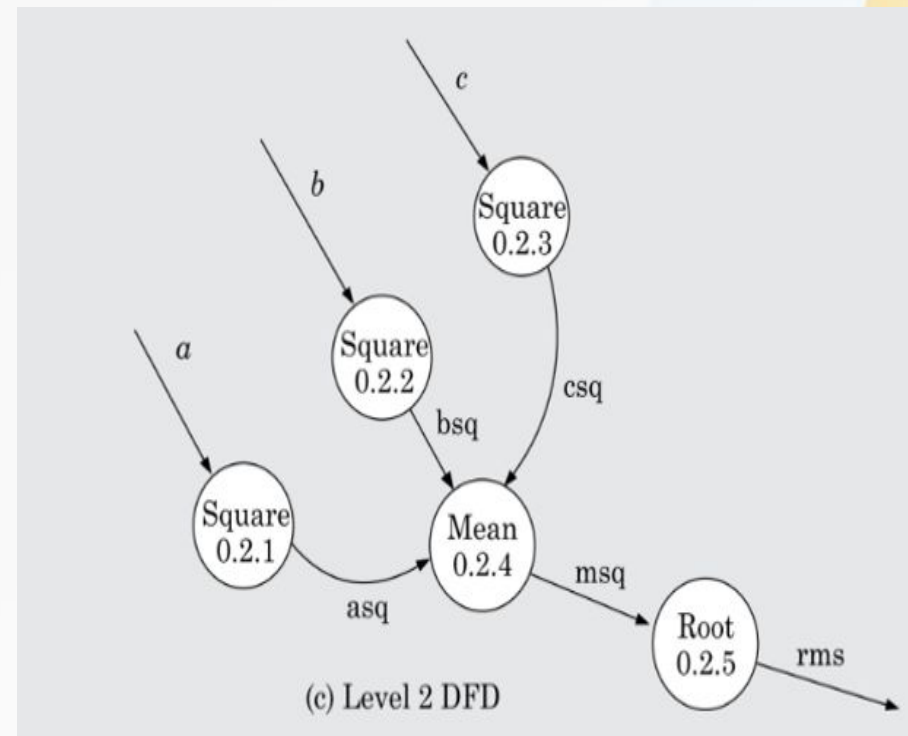 c
b
Square
0.2.3
a
Square
0.2.2
csq
bsq
Square
0.2.1
Mean
0.2.4
msq
asq
Root
0.2.5
rms
(c) Level 2 DFD